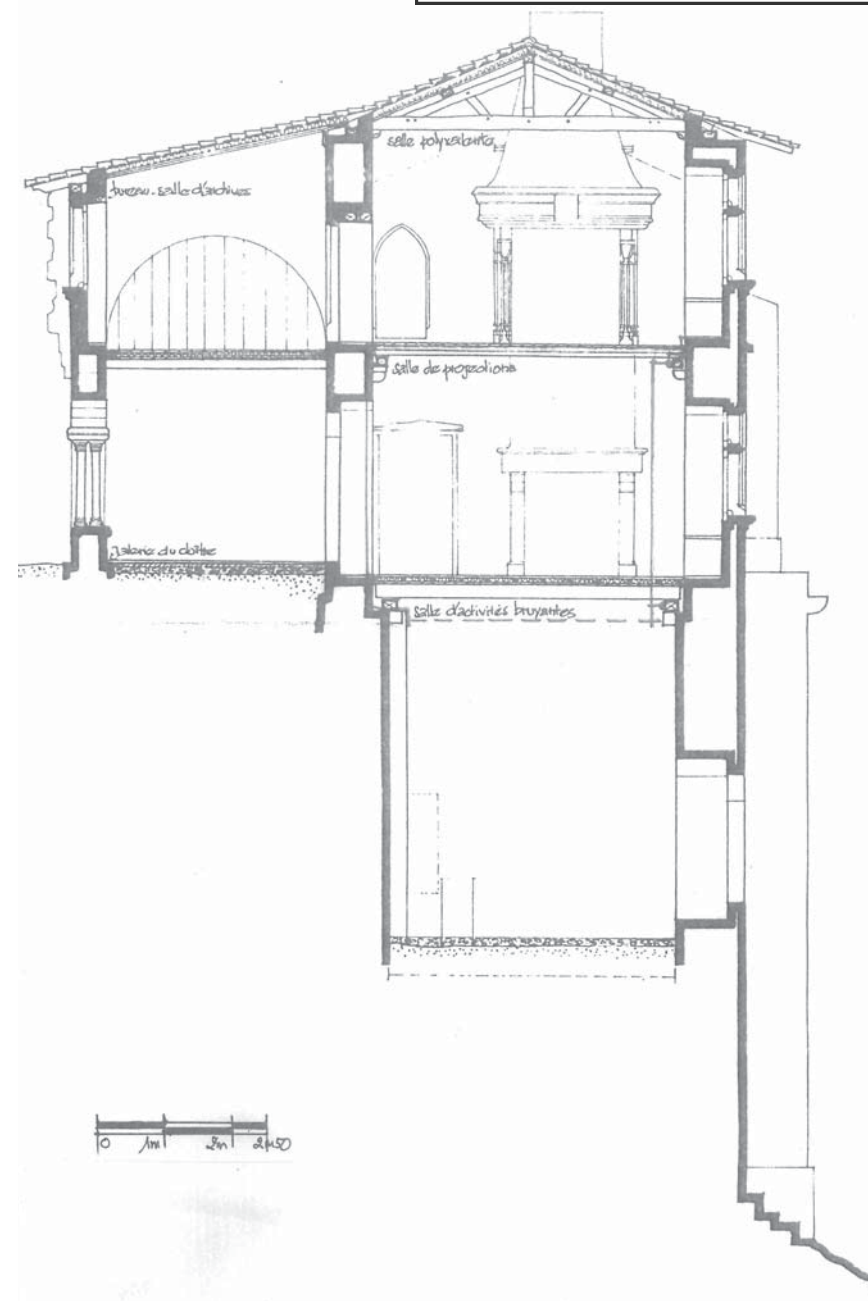 salle polyvalente
bureau - salle d'archives
salle de projections
galerie du cloître
salle d'activités bruyantes
0 1m 2m 2m50